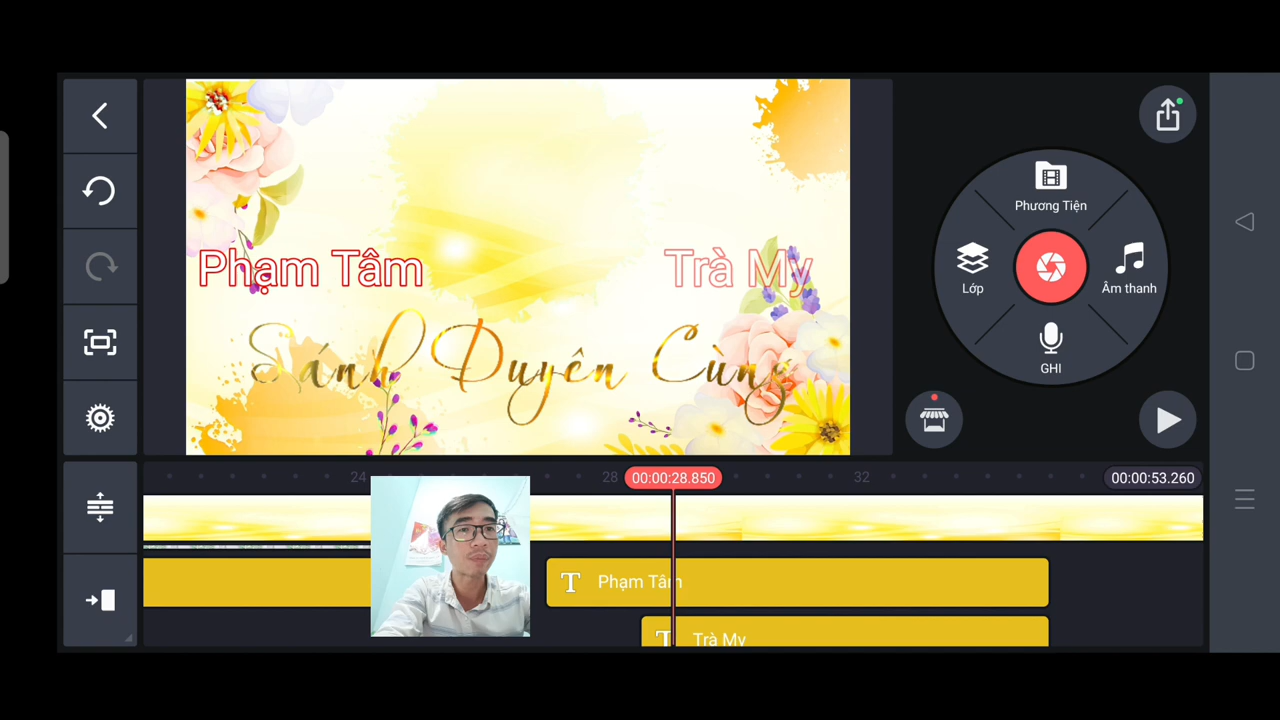 Phương Tiện
Phạm Tâm
Trà My
Lớp
Âm thanh
Sánh Duyên Cùng
GHI
24
28
00:00:28.850
32
00:00:53.260
T Phạm Tâm
T Trà My